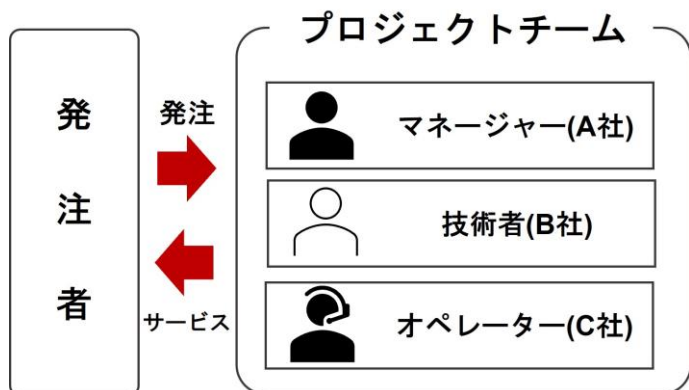 プロジェクトチーム
発注者
発注
サービス
マネージャー(A社)
技術者(B社)
オペレーター(C社)